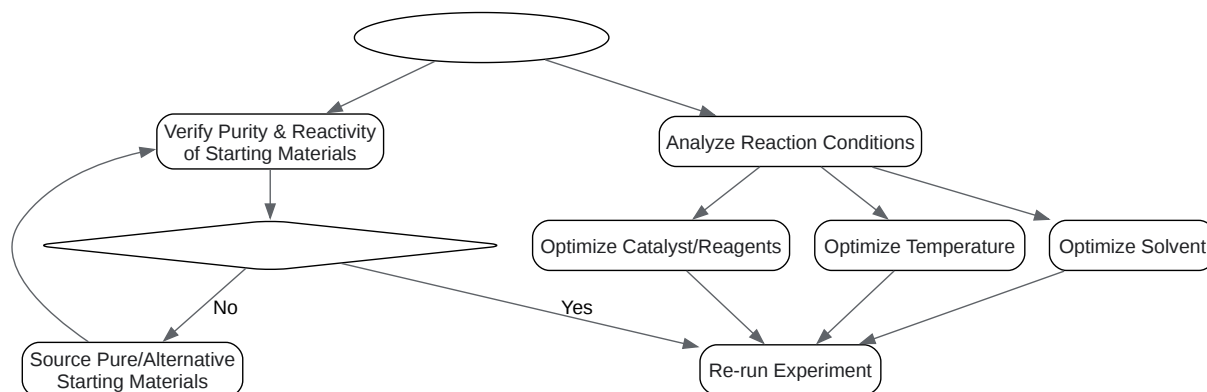 Verify Purity & Reactivity
of Starting Materials
Analyze Reaction Conditions
Optimize Catalyst/Reagents
Optimize Temperature
Optimize Solvent
No
Yes
Source Pure/Alternative
Starting Materials
Re-run Experiment